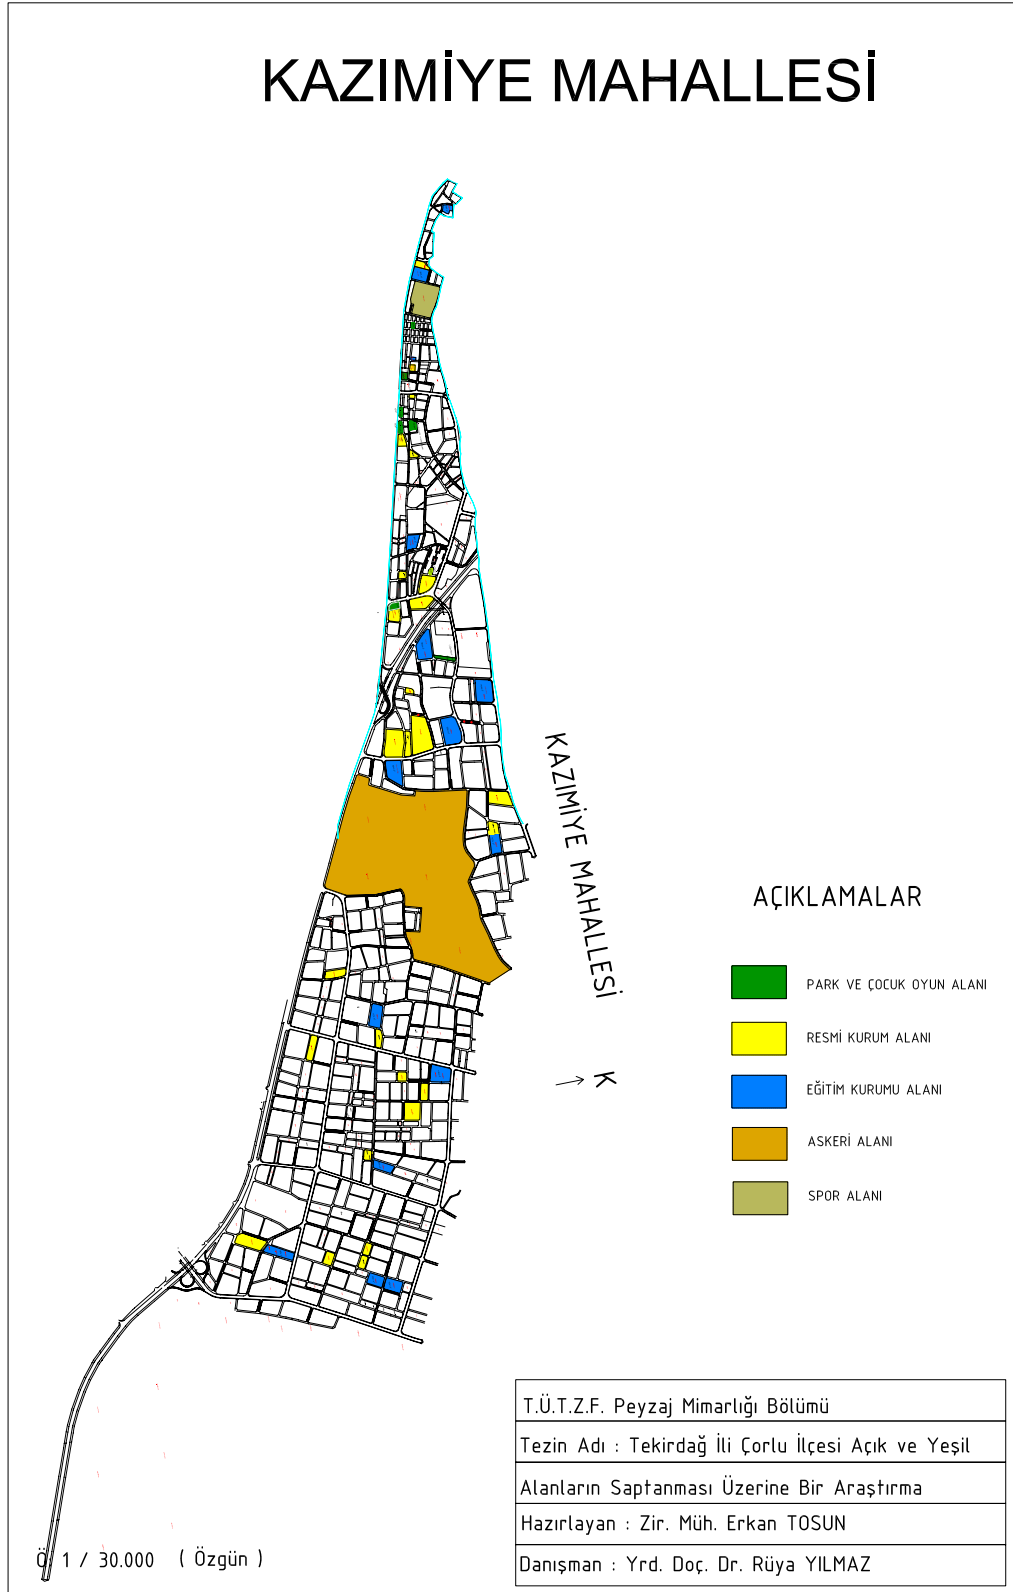 KAZIMİYE MAHALLESİ
KAZIMİYE MAHALLESİ
K
AÇIKLAMALAR
PARK VE ÇOCUK OYUN ALANI
RESMİ KURUM ALANI
EĞİTİM KURUMU ALANI
ASKERİ ALANI
SPOR ALANI
T.Ü.T.Z.F. Peyzaj Mimarlığı Bölümü
Tezin Adı : Tekirdağ İli Çorlu İlçesi Açık ve Yeşil
Alanların Saptanması Üzerine Bir Araştırma
Hazırlayan : Zir. Müh. Erkan TOSUN
Danışman : Yrd. Doç. Dr. Rüya YILMAZ
Ö: 1 / 30.000 ( Özgün )